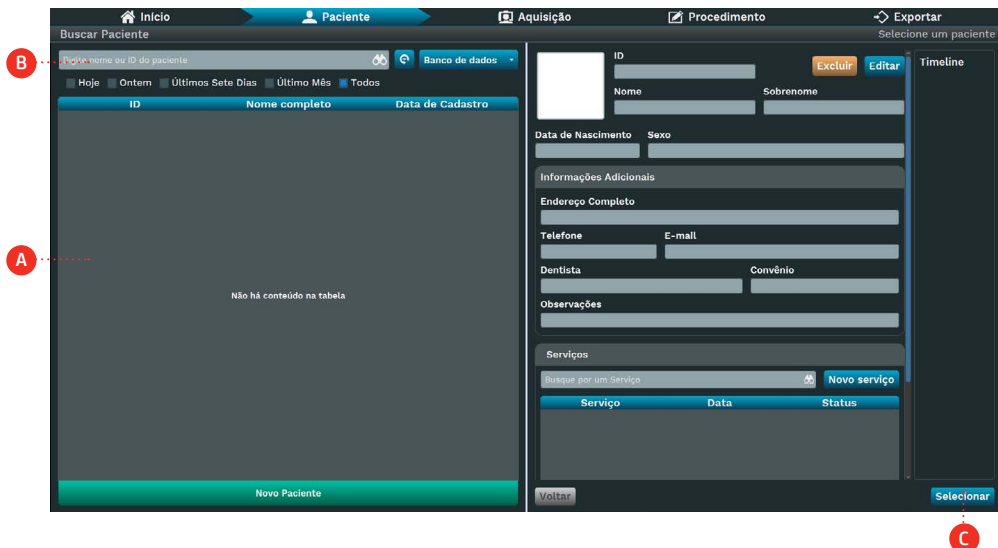 Início
Paciente
Aquisição
Procedimento
Exportar
Buscar Paciente
Selecione um paciente
B
Digite nome ou ID do paciente
Banco de dados
Hoje Ontem Últimos Sete Dias Último Mês Todos
ID Nome completo Data de Cadastro
A
Não há conteúdo na tabela
Novo Paciente
ID
Excluir Editar
Nome Sobrenome
Data de Nascimento Sexo
Informações Adicionais
Endereço Completo
Telefone E-mail
Dentista Convênio
Observações
Serviços
Busque por um Serviço
Novo serviço
Serviço Data Status
Voltar
Timeline
Selecionar
C